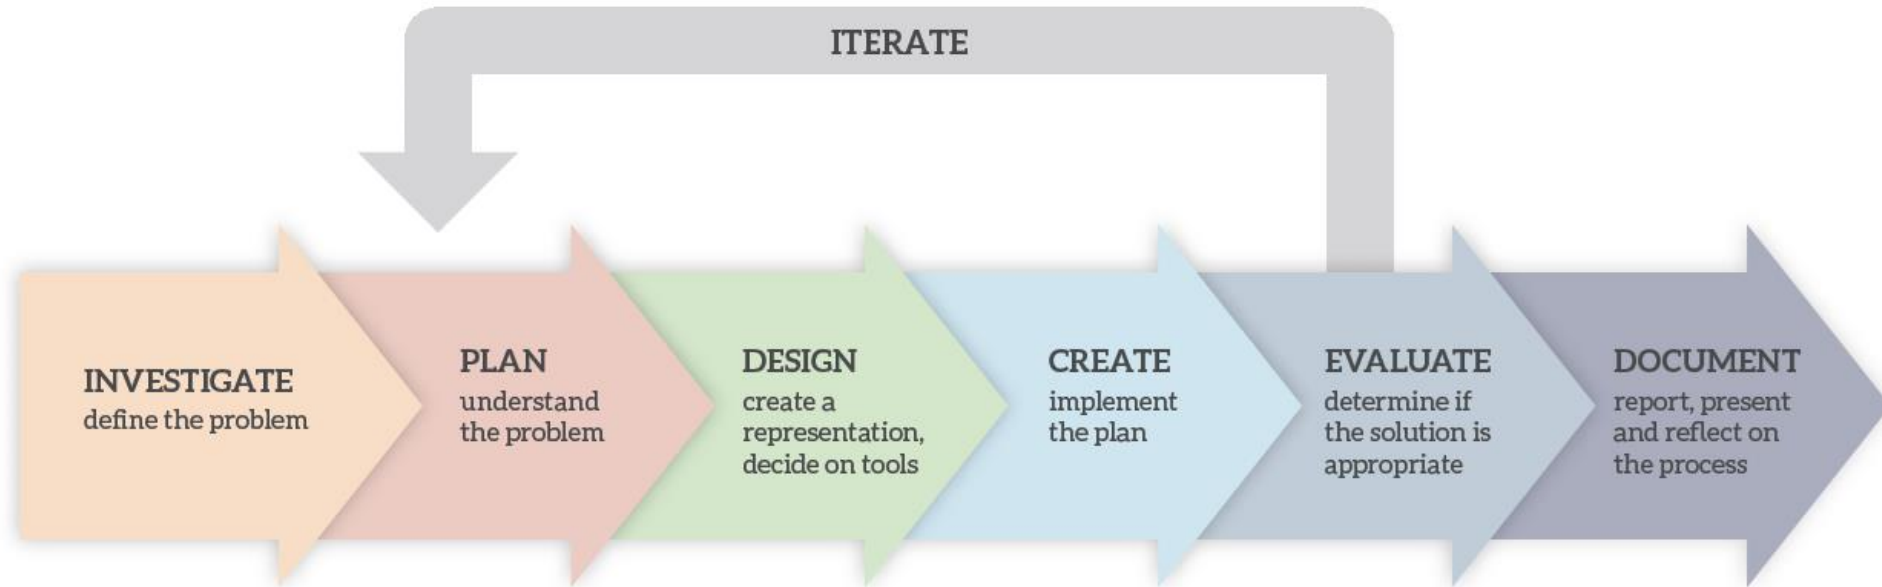 ITERATE
INVESTIGATE
define the problem
PLAN
understand
the problem
DESIGN
create a
representation,
decide on tools
CREATE
implement
the plan
EVALUATE
determine if
the solution is
appropriate
DOCUMENT
report, present
and reflect on
the process